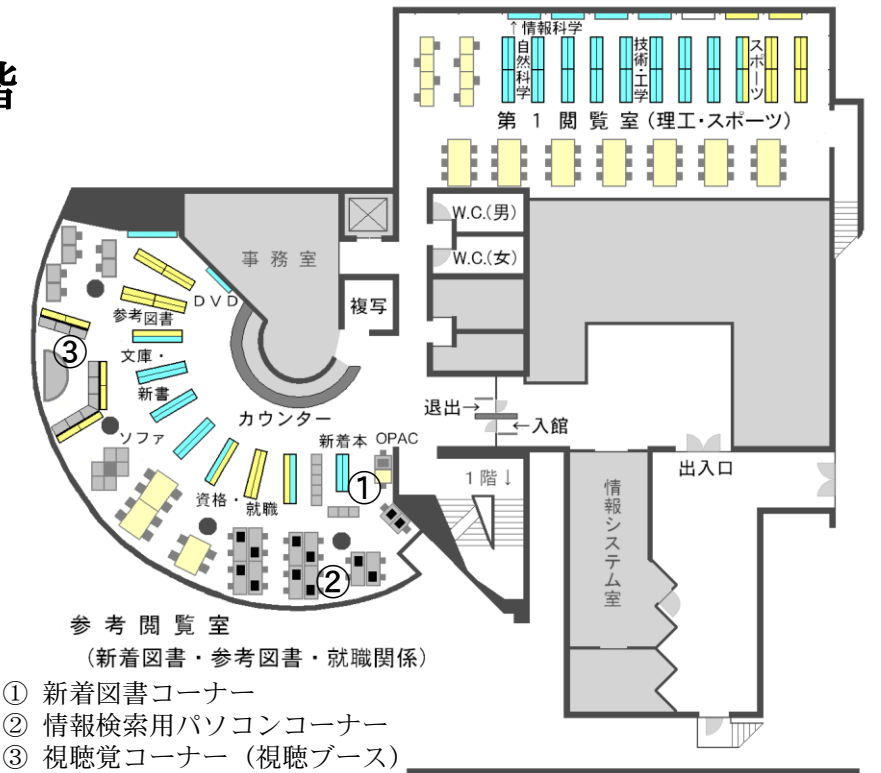 階
↑情報科学
自然科学
技術・工学
スポーツ
第1閲覧室(理工・スポーツ)
W.C.(男)
事務室
W.C.(女)
DVD
複写
参考図書
③
文庫・
新書
退出→
カウンター
←入館
ソファ
新着本
OPAC
出入口
①
1階↓
資格・就職
情報システム室
②
参考閲覧室
(新着図書・参考図書・就職関係)
① 新着図書コーナー
② 情報検索用パソコンコーナー
③ 視聴覚コーナー(視聴ブース)